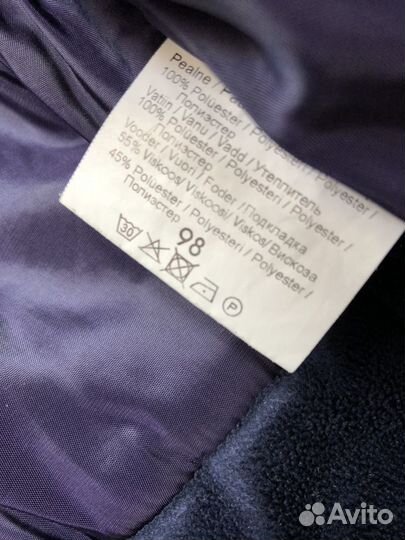 Pealne /
100% Polüester / Polyesteri / Polyester /
Полиэстер
Vatiin / Vanu / Vadd / Утеплитель
100% Polüester / Polyesteri / Polyester /
Полиэстер
Vooder / Vuori / Foder / Подкладка
55% Viskoos / Viskoosi / Viskos / Вискоза
45% Polüester / Polyesteri / Polyester /
Полиэстер
98
30 P
Avito